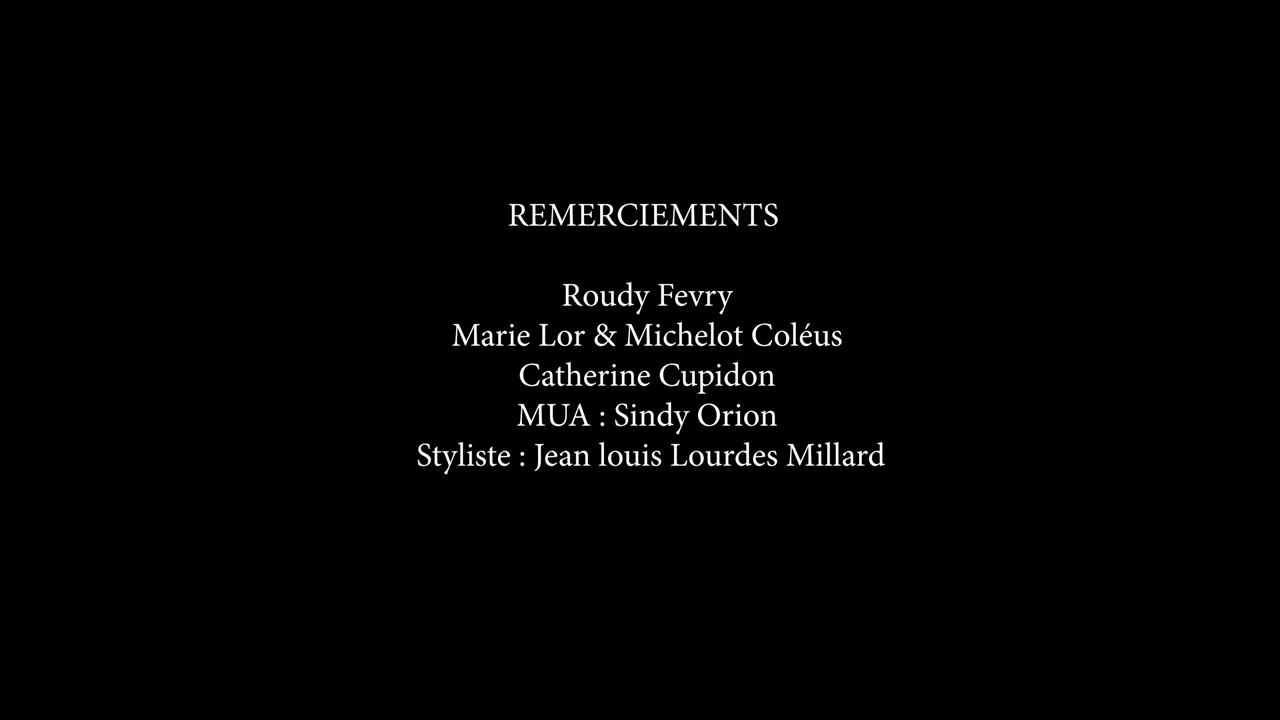 REMERCIEMENTS
Roudy Fevry
Marie Lor & Michelot Coléus
Catherine Cupidon
MUA : Sindy Orion
Styliste : Jean louis Lourdes Millard